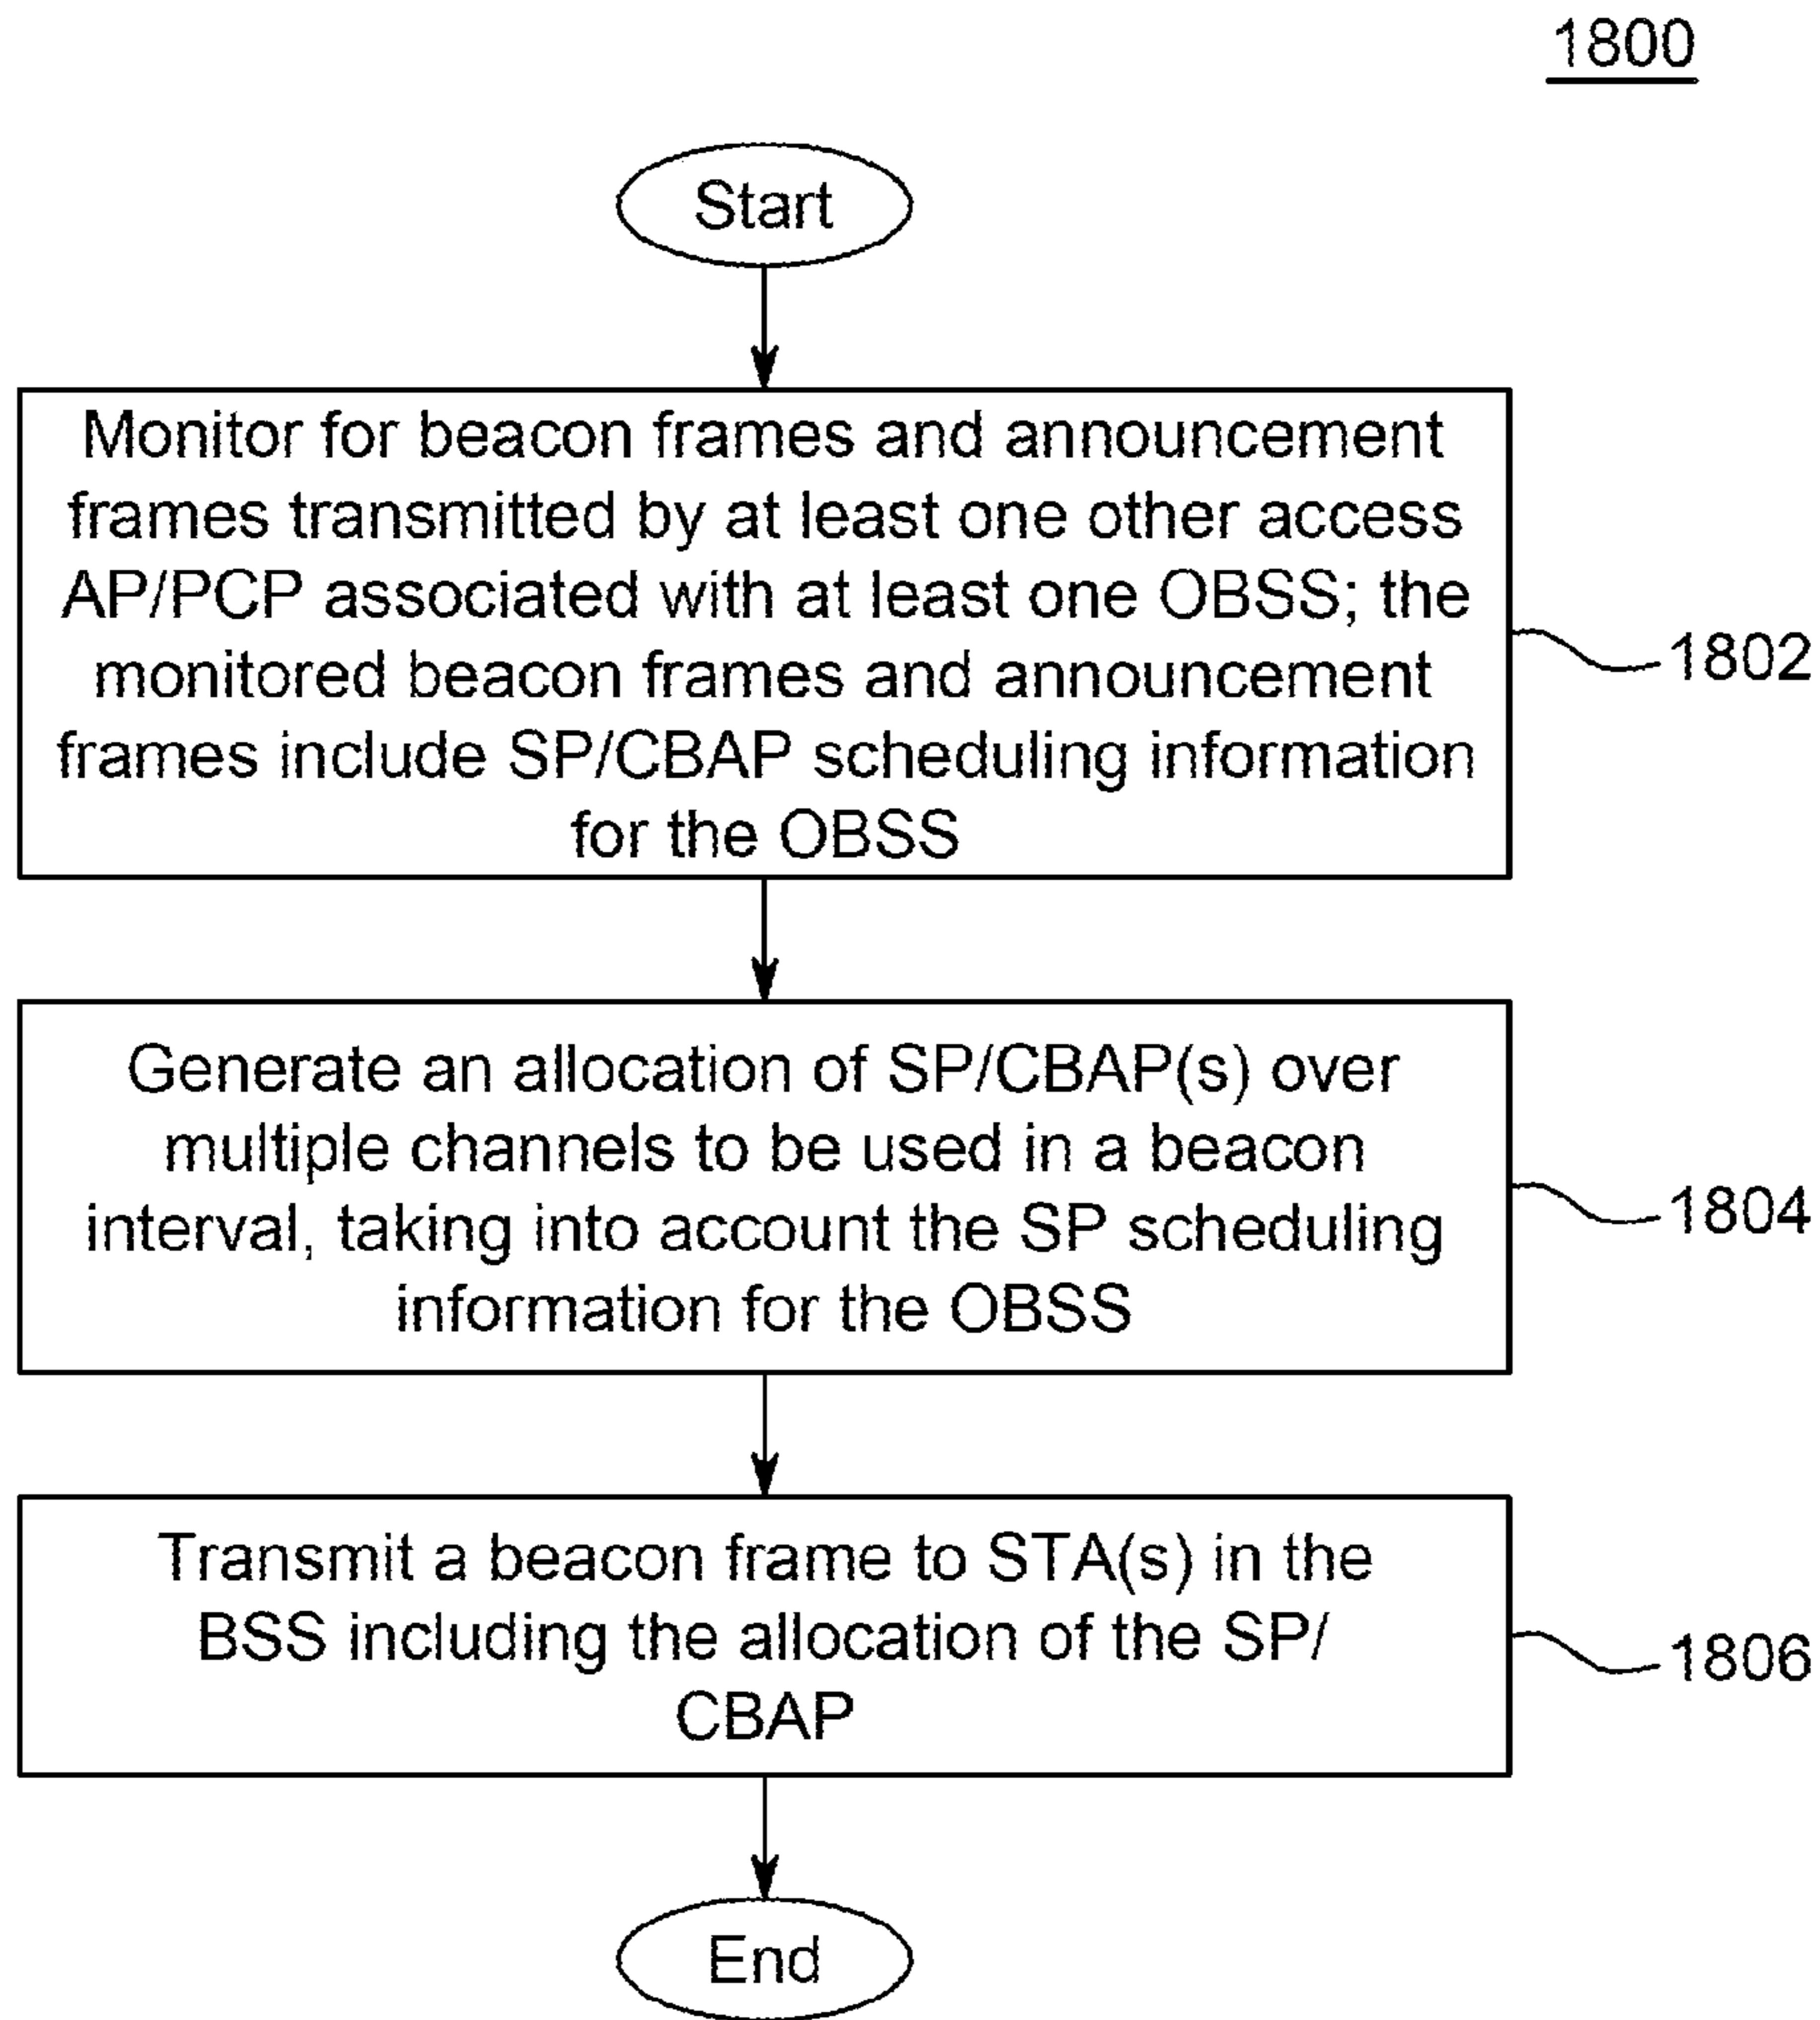 1800
Start
Monitor for beacon frames and announcement
frames transmitted by at least one other access
AP/PCP associated with at least one OBSS; the
monitored beacon frames and announcement
frames include SP/CBAP scheduling information
for the OBSS
1802
Generate an allocation of SP/CBAP(s) over
multiple channels to be used in a beacon
interval, taking into account the SP scheduling
information for the OBSS
1804
Transmit a beacon frame to STA(s) in the
BSS including the allocation of the SP/
CBAP
1806
End